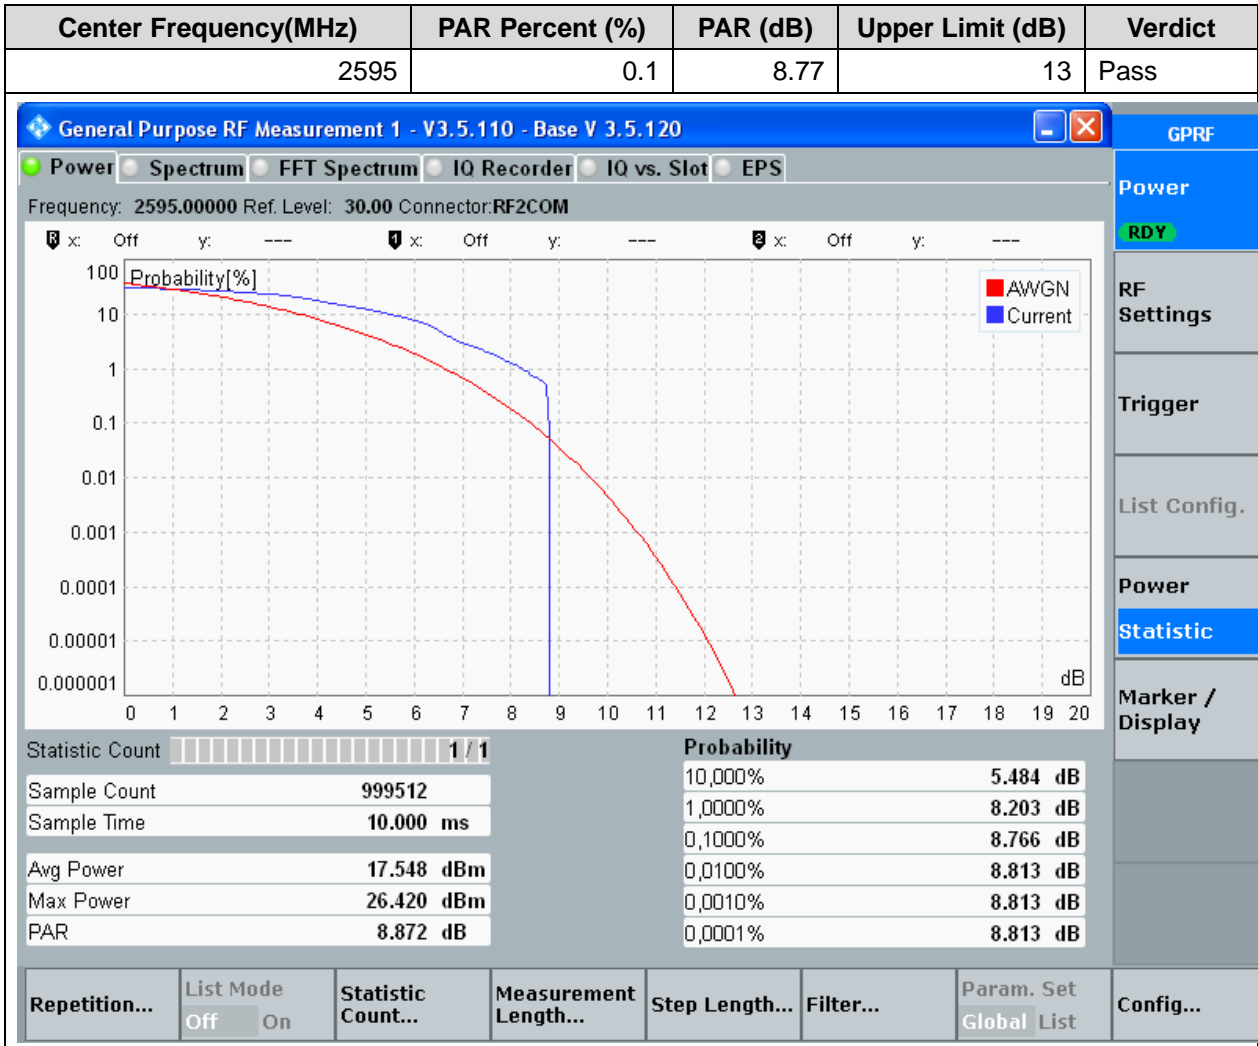 Center Frequency(MHz) PAR Percent (%) PAR (dB) Upper Limit (dB) Verdict
2595 0.1 8.77 13 Pass
General Purpose RF Measurement 1 - V3.5.110 - Base V 3.5.120
GPRF
Power Spectrum FFT Spectrum IQ Recorder IQ vs. Slot EPS
Frequency: 2595.00000 Ref. Level: 30.00 Connector:RF2COM
R x: Off y: --- 1 x: Off y: --- 2 x: Off y: ---
Probability[%]
AWGN
Current
100
10
1
0.1
0.01
0.001
0.0001
0.00001
0.000001
dB
0 1 2 3 4 5 6 7 8 9 10 11 12 13 14 15 16 17 18 19 20
Statistic Count 1 / 1
Sample Count 999512
Sample Time 10.000 ms
Avg Power 17.548 dBm
Max Power 26.420 dBm
PAR 8.872 dB
Probability
10,000% 5.484 dB
1,0000% 8.203 dB
0,1000% 8.766 dB
0,0100% 8.813 dB
0,0010% 8.813 dB
0,0001% 8.813 dB
Power
RDY
RF
Settings
Trigger
List Config.
Power
Statistic
Marker /
Display
Repetition...
List Mode
Off On
Statistic
Count...
Measurement
Length...
Step Length...
Filter...
Param. Set
Global List
Config...